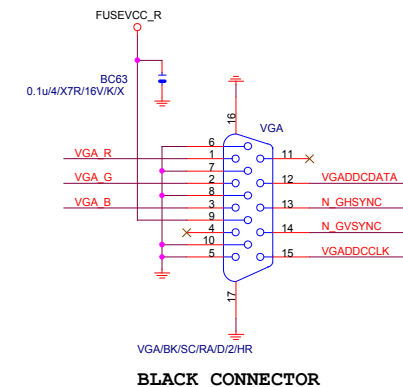 FUSEVCC_R
BC63
0.1u/4/X7R/16V/K/X
16
VGA
6
VGA_R
1
11
7
VGA_G
2
12
VGADDCDATA
8
VGA_B
3
13
N_GHSYNC
9
4
14
N_GVSYNC
10
5
15
VGADDCCLK
17
VGA/BK/SC/RA/D/2/HR
BLACK CONNECTOR